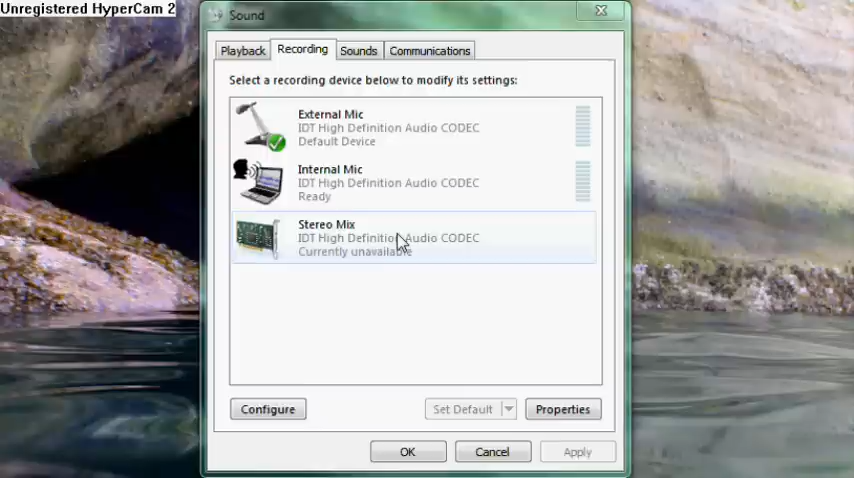 Unregistered HyperCam 2
Sound
Playback Recording Sounds Communications
Select a recording device below to modify its settings:
External Mic
IDT High Definition Audio CODEC
Default Device
Internal Mic
IDT High Definition Audio CODEC
Ready
Stereo Mix
IDT High Definition Audio CODEC
Currently unavailable
Configure Set Default Properties
OK Cancel Apply